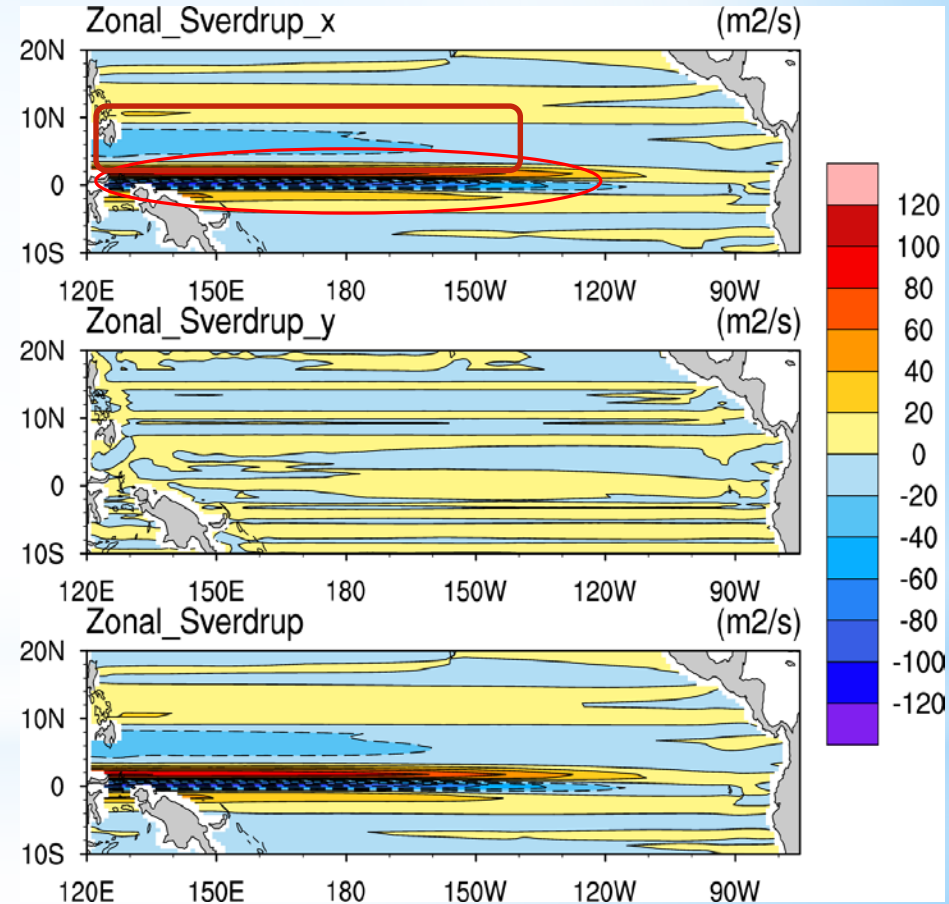 Zonal_Sverdrup_x (m2/s)
20N
10N
0
10S
120E 150E 180 150W 120W 90W
Zonal_Sverdrup_y (m2/s)
20N
10N
0
10S
120E 150E 180 150W 120W 90W
Zonal_Sverdrup (m2/s)
20N
10N
0
10S
120E 150E 180 150W 120W 90W
120
100
80
60
40
20
0
-20
-40
-60
-80
-100
-120